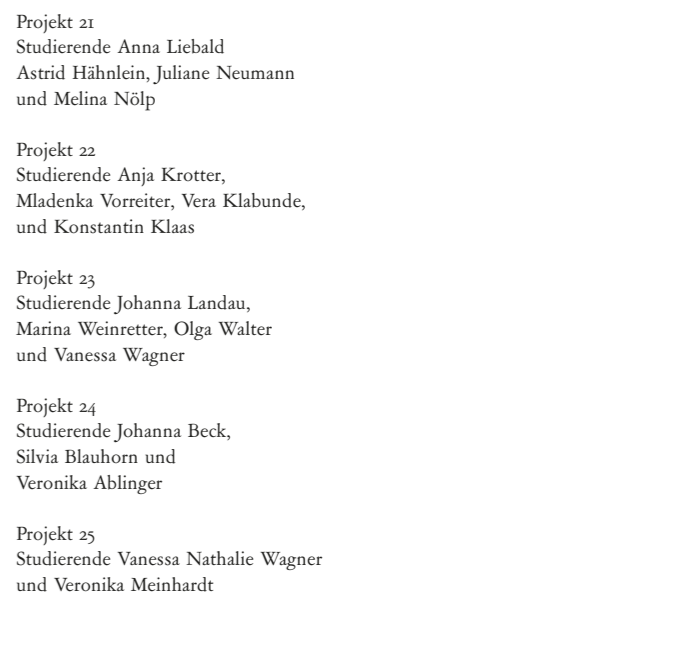 Projekt 21
Studierende Anna Liebald
Astrid Hähnlein, Juliane Neumann
und Melina Nölp
Projekt 22
Studierende Anja Krotter,
Mladenka Vorreiter, Vera Klabunde,
und Konstantin Klaas
Projekt 23
Studierende Johanna Landau,
Marina Weinretter, Olga Walter
und Vanessa Wagner
Projekt 24
Studierende Johanna Beck,
Silvia Blauhorn und
Veronika Ablinger
Projekt 25
Studierende Vanessa Nathalie Wagner
und Veronika Meinhardt